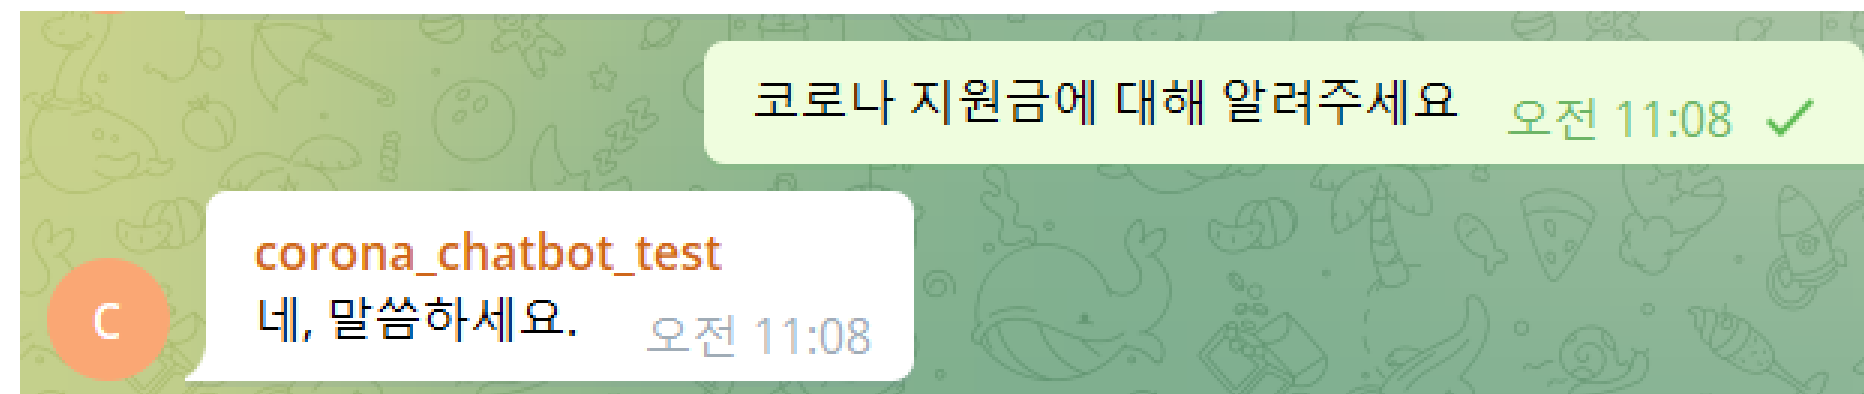 코로나 지원금에 대해 알려주세요 오전 11:08
corona_chatbot_test
C
네, 말씀하세요. 오전 11:08